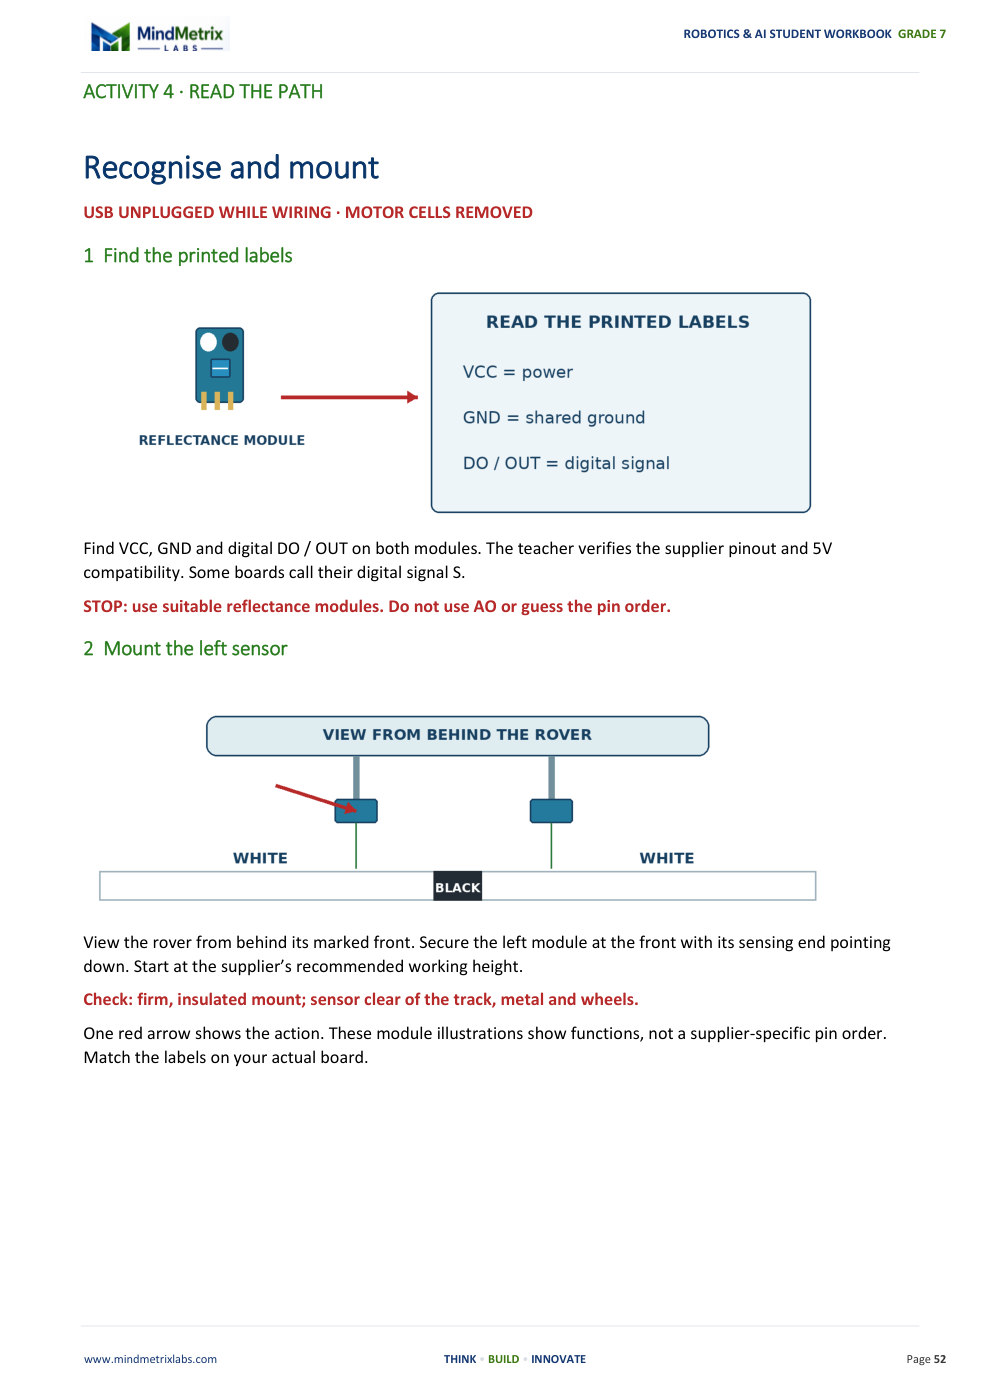 MindMetrix
LABS
ROBOTICS & AI STUDENT WORKBOOK GRADE 7
ACTIVITY 4 · READ THE PATH
Recognise and mount
USB UNPLUGGED WHILE WIRING · MOTOR CELLS REMOVED
1 Find the printed labels
READ THE PRINTED LABELS
VCC = power
GND = shared ground
DO / OUT = digital signal
REFLECTANCE MODULE
Find VCC, GND and digital DO / OUT on both modules. The teacher verifies the supplier pinout and 5V
compatibility. Some boards call their digital signal S.
STOP: use suitable reflectance modules. Do not use AO or guess the pin order.
2 Mount the left sensor
VIEW FROM BEHIND THE ROVER
WHITE
WHITE
BLACK
View the rover from behind its marked front. Secure the left module at the front with its sensing end pointing
down. Start at the supplier’s recommended working height.
Check: firm, insulated mount; sensor clear of the track, metal and wheels.
One red arrow shows the action. These module illustrations show functions, not a supplier-specific pin order.
Match the labels on your actual board.
www.mindmetrixlabs.com
THINK • BUILD • INNOVATE
Page 52